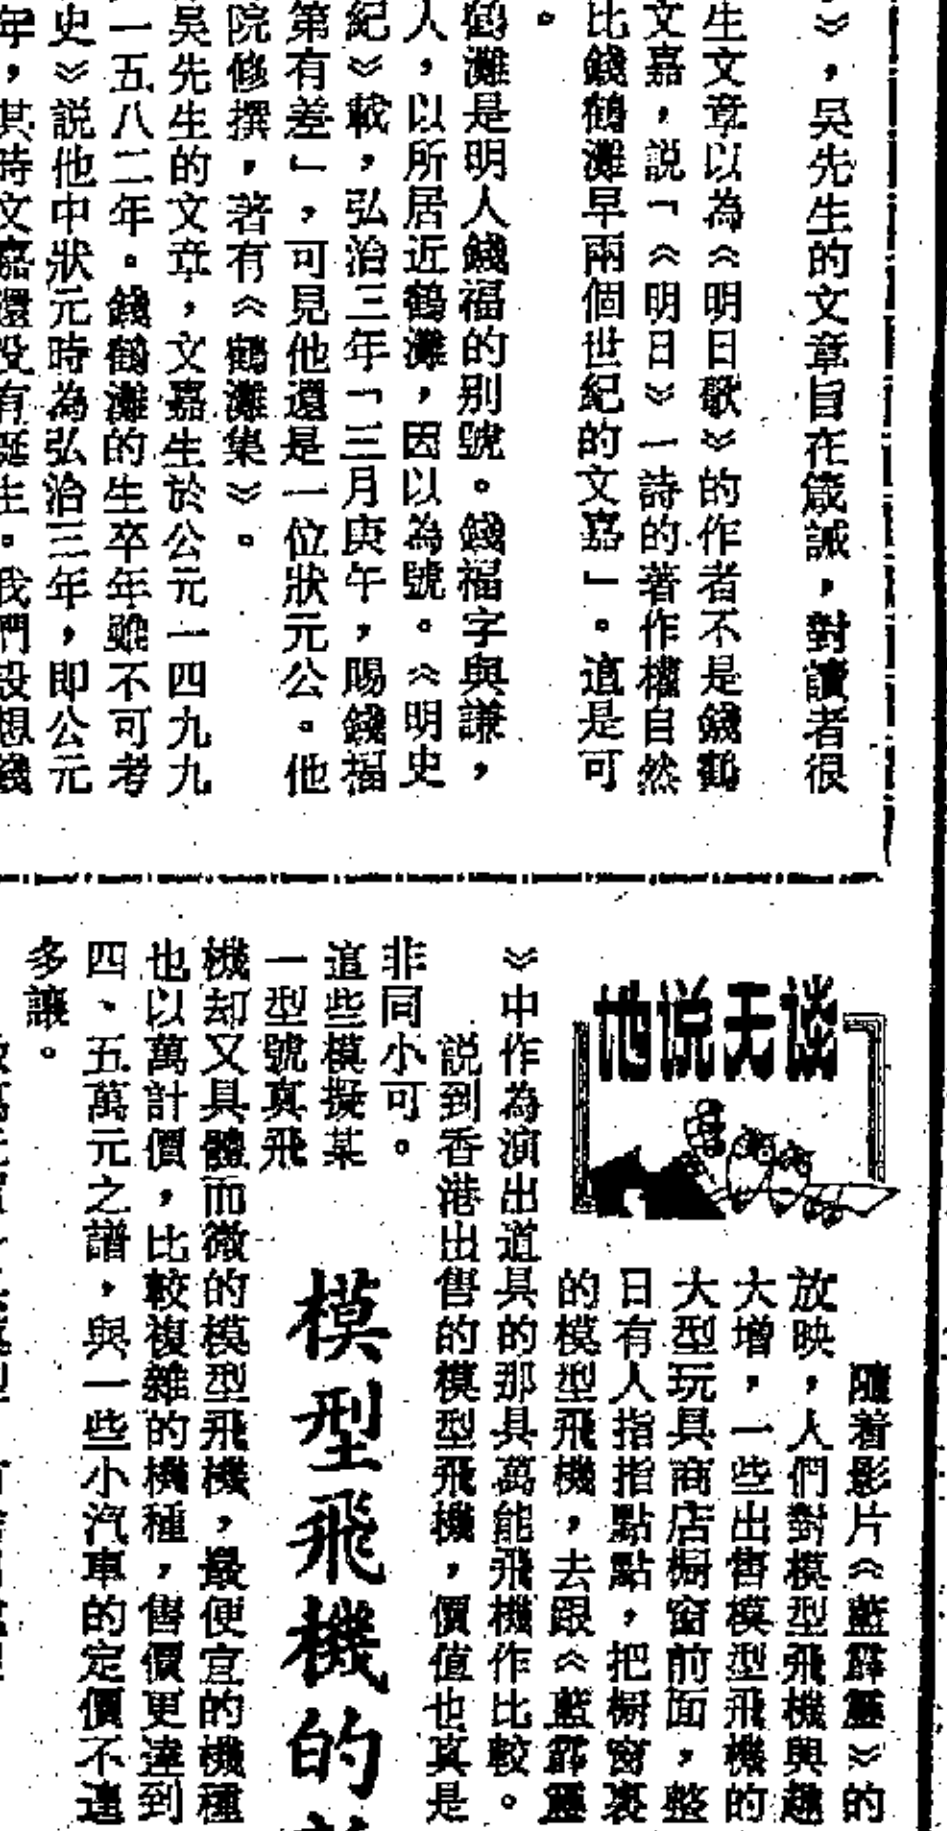 》，吳先生的文章旨在箴誡，對讀者很
生文章以為《明日歌》的作者不是錢鶴
文嘉，説「《明日》一詩的著作權自然
比錢鶴灘早兩個世紀的文嘉」。這是可
。
鶴灘是明人錢福的別號。錢福字與謙，
人，以所居近鶴灘，因以為號。《明史
紀》載，弘治三年「三月庚午，賜錢福
第有差」，可見他還是一位狀元公。他
院修撰，著有《鶴灘集》。
吳先生的文章，文嘉生於公元一四九九
一五八二年。錢鶴灘的生卒年雖不可考
史》説他中狀元時為弘治三年，即公元
年，其時文嘉還没有誕生。我們設想錢
談天説地
隨着影片《藍霹靂》的
放映，人們對模型飛機興趣
大增，一些出售模型飛機的
大型玩具商店橱窗前面，整
日有人指指點點，把橱窗裏
的模型飛機，去跟《藍霹靂
》中作為演出道具的那具萬能飛機作比較。
説到香港出售的模型飛機，價值也真是
非同小可。
這些模擬某
一型號真飛
模型飛機的
機却又具體而微的模型飛機，最便宜的機種
也以萬計價，比較複雜的機種，售價更達到
四、五萬元之譜，與一些小汽車的定價不遑
多讓。